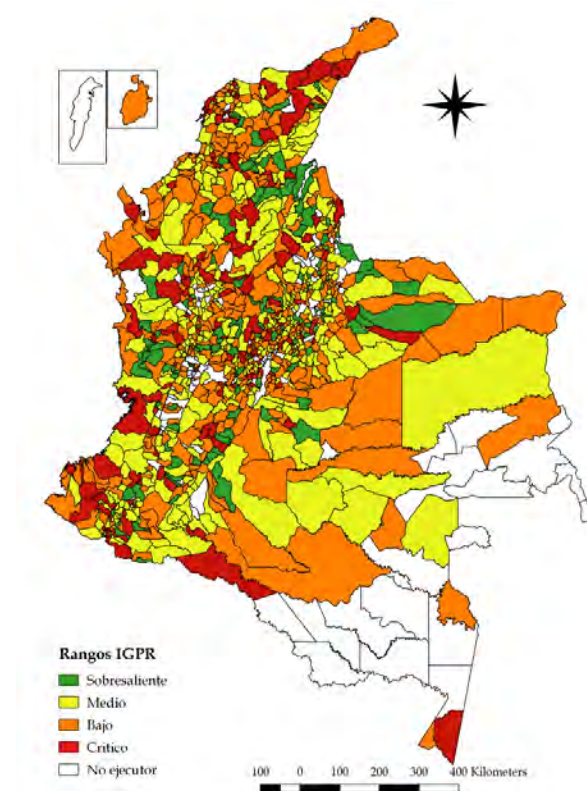 Rangos IGPR
Sobresaliente
Medio
Bajo
Crítico
No ejecutor
100 0 100 200 300 400 Kilometers